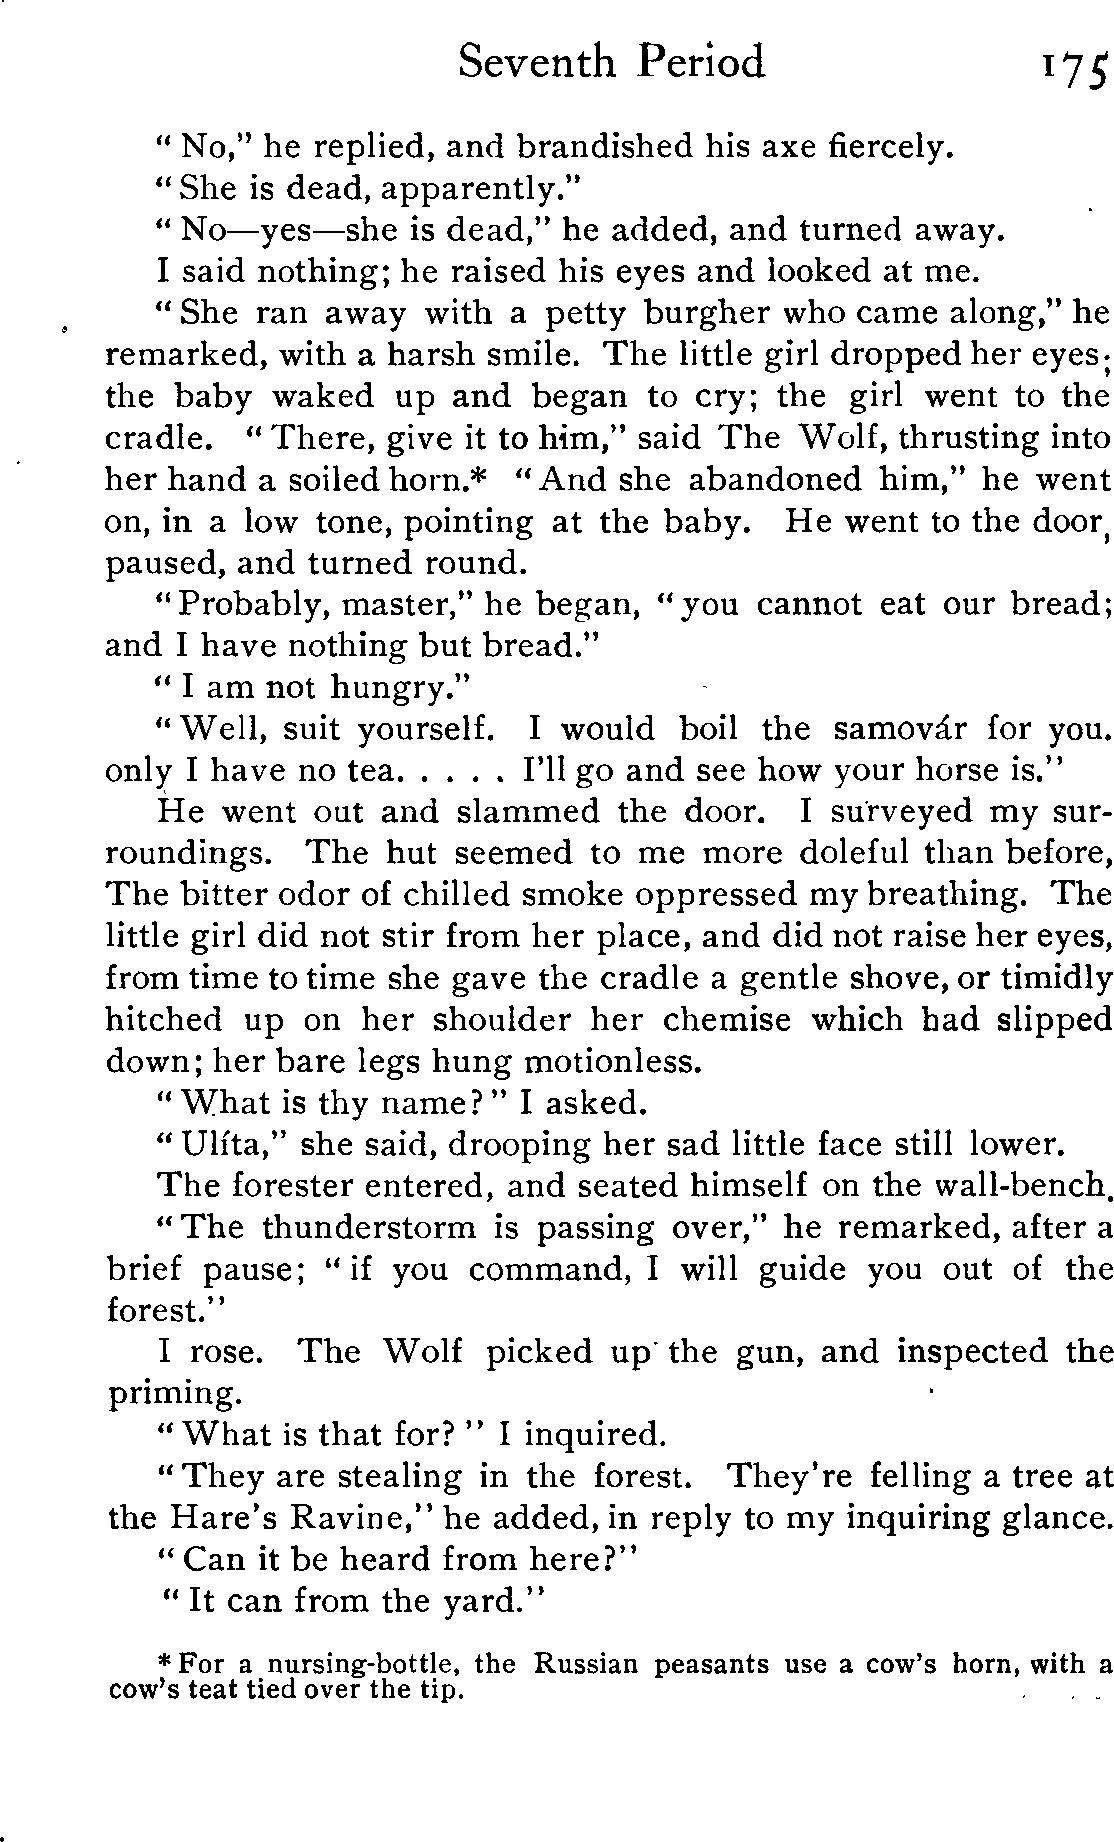 Seventh Period 175
" No," he replied, and brandished his axe fiercely.
" She is dead, apparently."
" No—yes—she is dead," he added, and turned away.
I said nothing; he raised his eyes and looked at me.
" She ran away with a petty burgher who came along," he
remarked, with a harsh smile. The little girl dropped her eyes;
the baby waked up and began to cry; the girl went to the
cradle. " There, give it to him," said The Wolf, thrusting into
her hand a soiled horn.* " And she abandoned him," he went
on, in a low tone, pointing at the baby. He went to the door,
paused, and turned round.
" Probably, master," he began, " you cannot eat our bread;
and I have nothing but bread."
" I am not hungry."
" Well, suit yourself. I would boil the samovár for you.
only I have no tea. . . . . . I'll go and see how your horse is."
He went out and slammed the door. I surveyed my sur-
roundings. The hut seemed to me more doleful than before,
The bitter odor of chilled smoke oppressed my breathing. The
little girl did not stir from her place, and did not raise her eyes,
from time to time she gave the cradle a gentle shove, or timidly
hitched up on her shoulder her chemise which had slipped
down; her bare legs hung motionless.
" What is thy name? " I asked.
" Ulíta," she said, drooping her sad little face still lower.
The forester entered, and seated himself on the wall-bench.
" The thunderstorm is passing over," he remarked, after a
brief pause; " if you command, I will guide you out of the
forest."
I rose. The Wolf picked up the gun, and inspected the
priming.
" What is that for? " I inquired.
" They are stealing in the forest. They're felling a tree at
the Hare's Ravine," he added, in reply to my inquiring glance.
" Can it be heard from here?"
" It can from the yard."
* For a nursing-bottle, the Russian peasants use a cow's horn, with a
cow's teat tied over the tip.